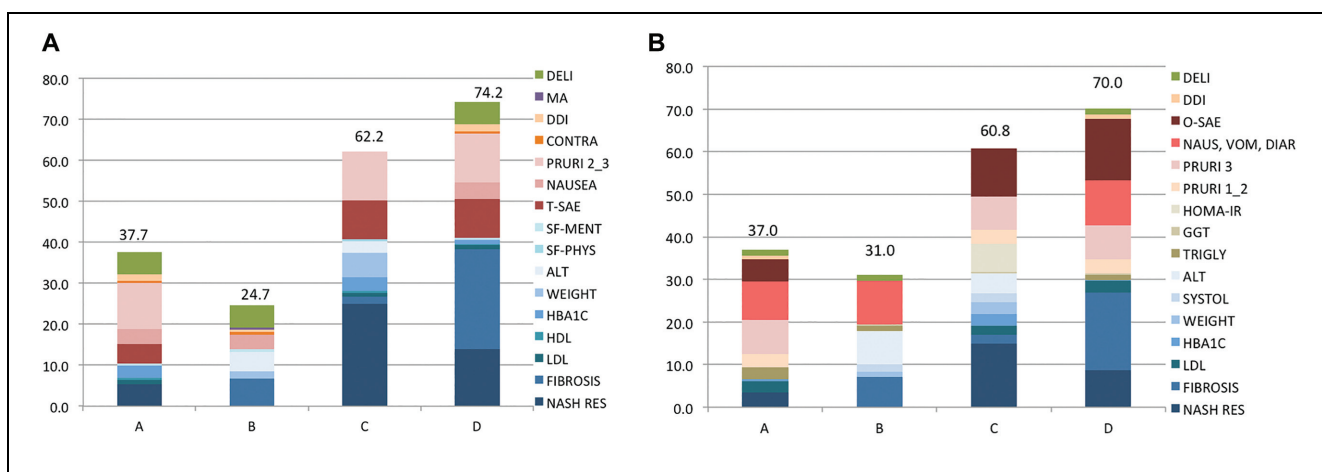 A
80.0
70.0
60.0
50.0
40.0
30.0
20.0
10.0
0.0
37.7
24.7
62.2
74.2
A
B
C
D
DELI
MA
DDI
CONTRA
PRURI 2_3
NAUSEA
T-SAE
SF-MENT
SF-PHYS
ALT
WEIGHT
HBA1C
HDL
LDL
FIBROSIS
NASH RES
B
80.0
70.0
60.0
50.0
40.0
30.0
20.0
10.0
0.0
37.0
31.0
60.8
70.0
A
B
C
D
DELI
DDI
O-SAE
NAUS, VOM, DIAR
PRURI 3
PRURI 1_2
HOMA-IR
GGT
TRIGLY
ALT
SYSTOL
WEIGHT
HBA1C
LDL
FIBROSIS
NASH RES